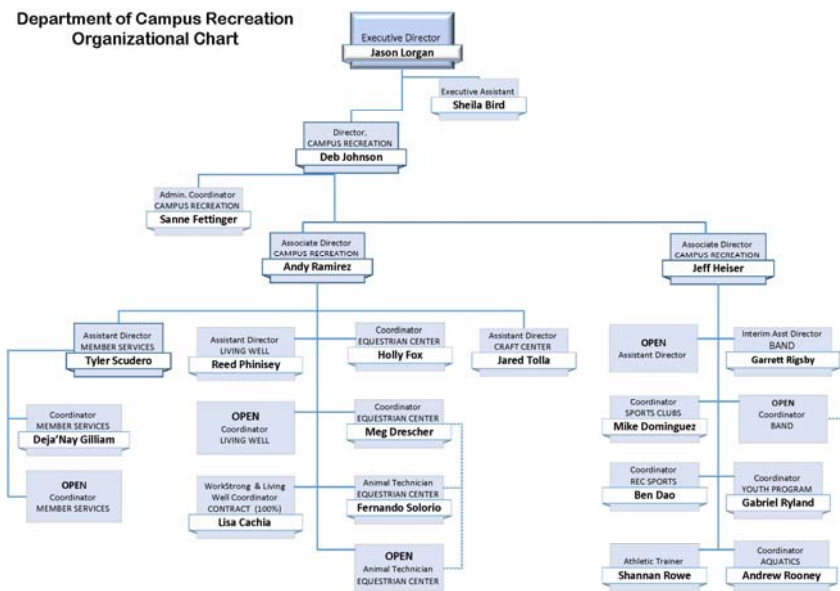 Department of Campus Recreation
Organizational Chart
Executive Director
Jason Lorgan
Executive Assistant
Sheila Bird
Director,
CAMPUS RECREATION
Deb Johnson
Admin. Coordinator
CAMPUS RECREATION
Sanne Fettinger
Associate Director
CAMPUS RECREATION
Andy Ramirez
Associate Director
CAMPUS RECREATION
Jeff Heiser
Assistant Director
MEMBER SERVICES
Tyler Scudero
Assistant Director
LIVING WELL
Reed Phinisey
Coordinator
EQUESTRIAN CENTER
Holly Fox
Assistant Director
CRAFT CENTER
Jared Tolla
OPEN
Assistant Director
Interim Asst Director
BAND
Garrett Rigsby
Coordinator
MEMBER SERVICES
Deja'Nay Gilliam
OPEN
Coordinator
LIVING WELL
Coordinator
EQUESTRIAN CENTER
Meg Drescher
Coordinator
SPORTS CLUBS
Mike Dominguez
OPEN
Coordinator
BAND
OPEN
Coordinator
MEMBER SERVICES
WorkStrong & Living
Well Coordinator
CONTRACT (100%)
Lisa Cachia
Animal Technician
EQUESTRIAN CENTER
Fernando Solorio
Coordinator
REC SPORTS
Ben Dao
Coordinator
YOUTH PROGRAM
Gabriel Ryland
OPEN
Animal Technician
EQUESTRIAN CENTER
Athletic Trainer
Shannan Rowe
Coordinator
AQUATICS
Andrew Rooney